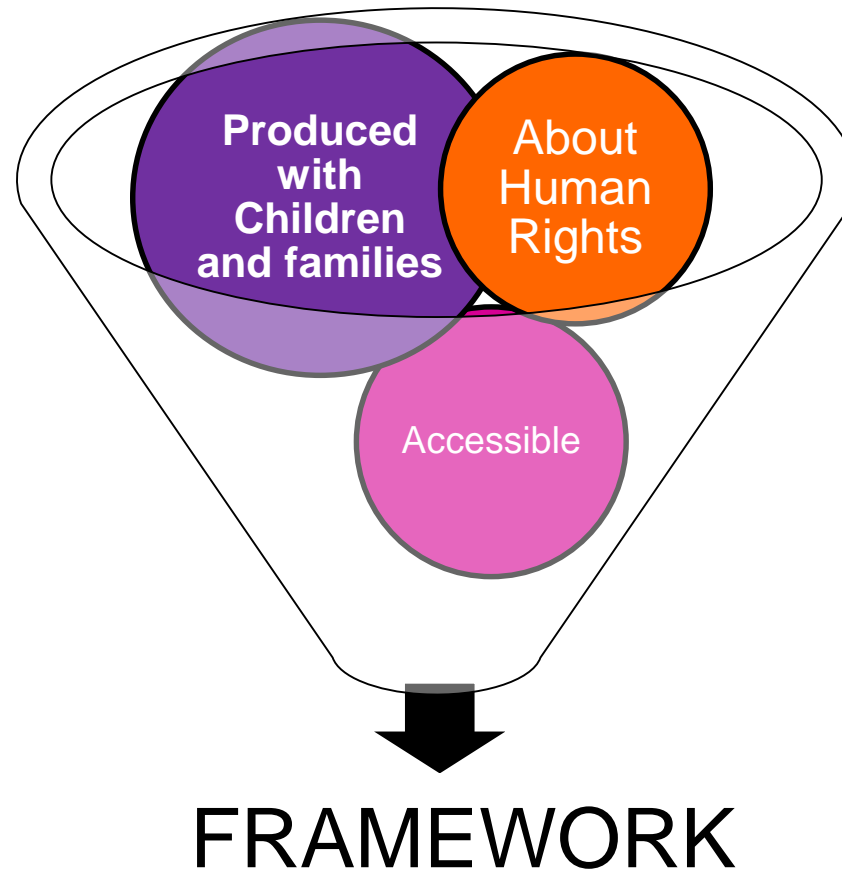 Produced
with
Children
and families
About
Human
Rights
Accessible
FRAMEWORK